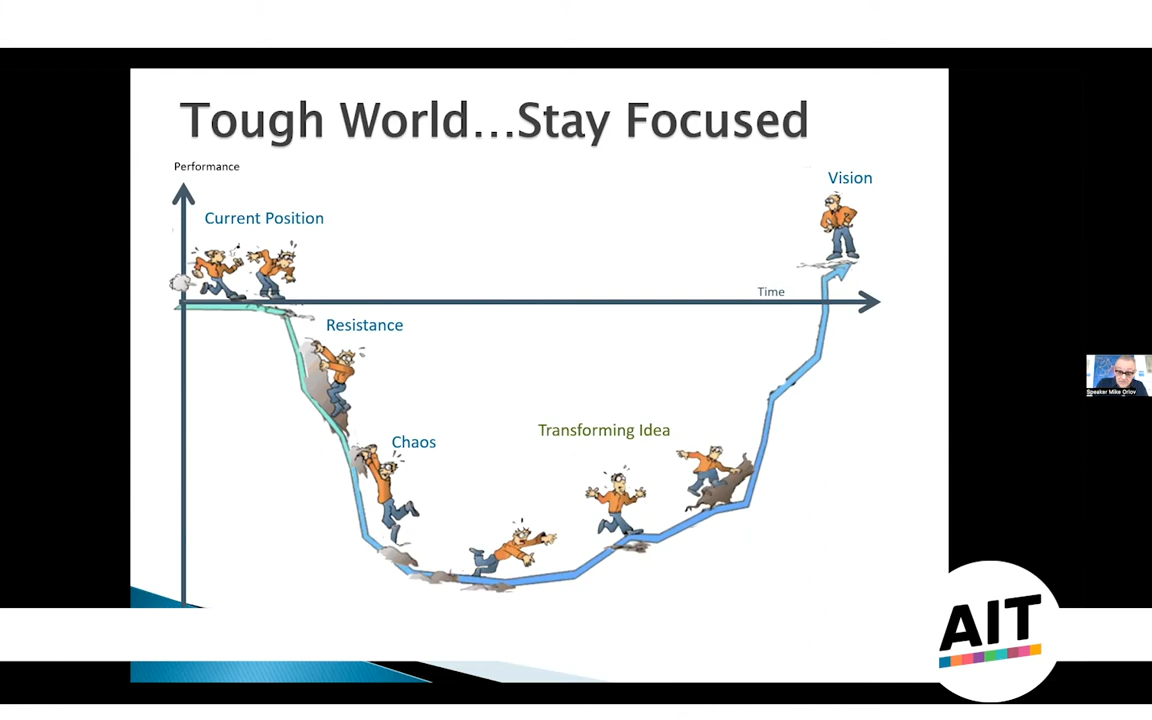 Tough World...Stay Focused
Performance
Vision
Current Position
Time
Resistance
Transforming Idea
Chaos
Speaker Mike Orlov
AIT